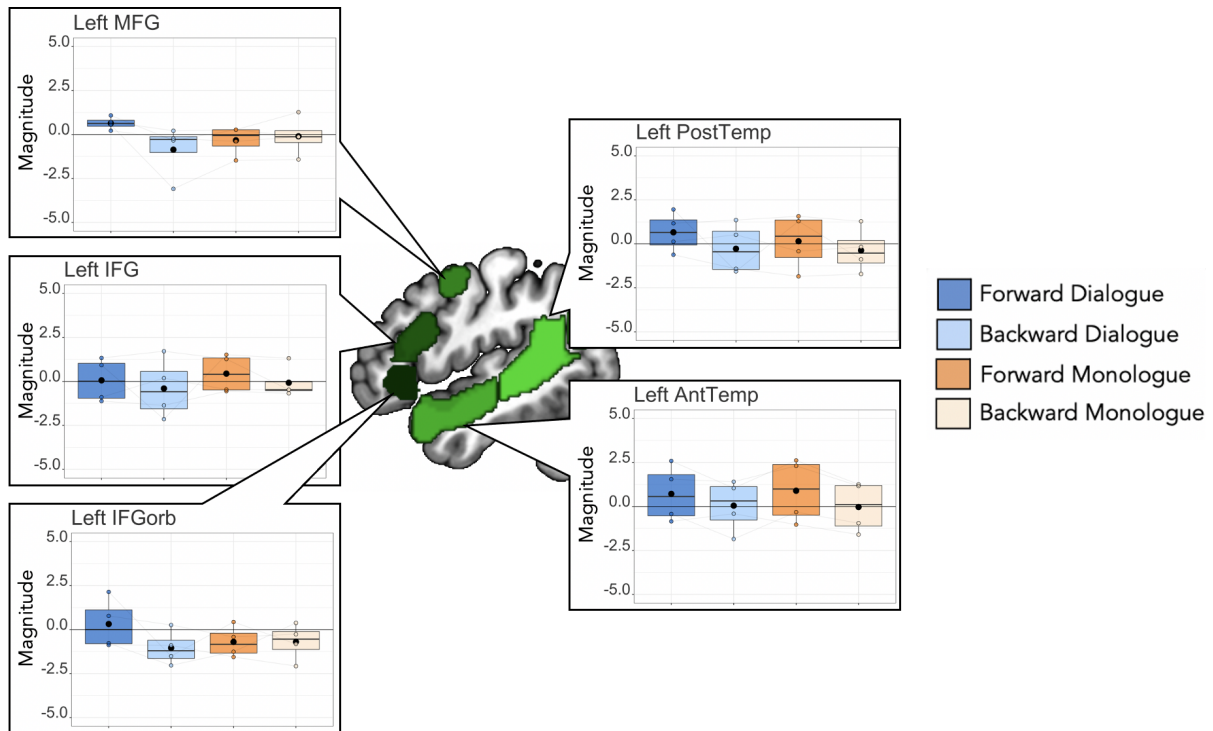 Left MFG
Magnitude
5.0
2.5
0.0
-2.5
-5.0
Left IFG
Magnitude
5.0
2.5
0.0
-2.5
-5.0
Left IFGorb
Magnitude
5.0
2.5
0.0
-2.5
-5.0
Left PostTemp
Magnitude
5.0
2.5
0.0
-2.5
-5.0
Left AntTemp
Magnitude
5.0
2.5
0.0
-2.5
-5.0
Forward Dialogue
Backward Dialogue
Forward Monologue
Backward Monologue